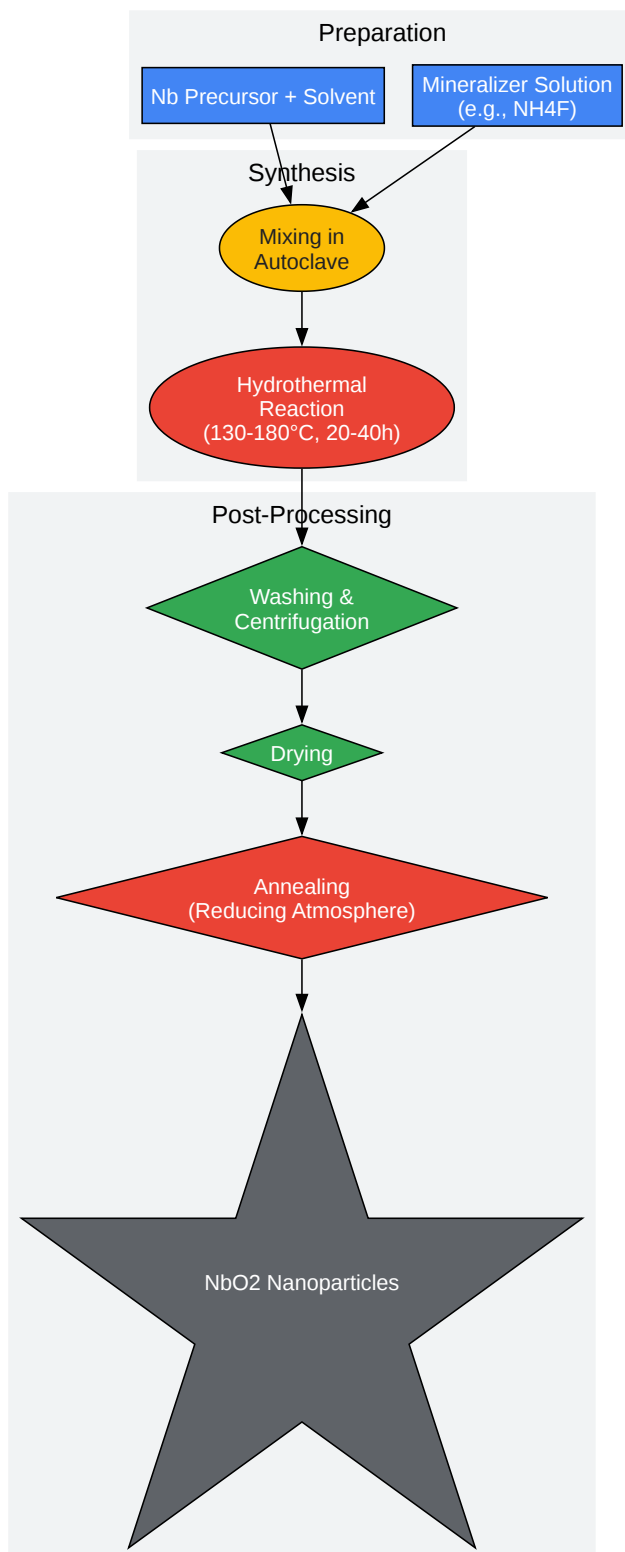 Preparation
Nb Precursor + Solvent
Mineralizer Solution
(e.g., NH4F)
Synthesis
Mixing in
Autoclave
Hydrothermal
Reaction
(130-180°C, 20-40h)
Post-Processing
Washing &
Centrifugation
Drying
Annealing
(Reducing Atmosphere)
NbO2 Nanoparticles